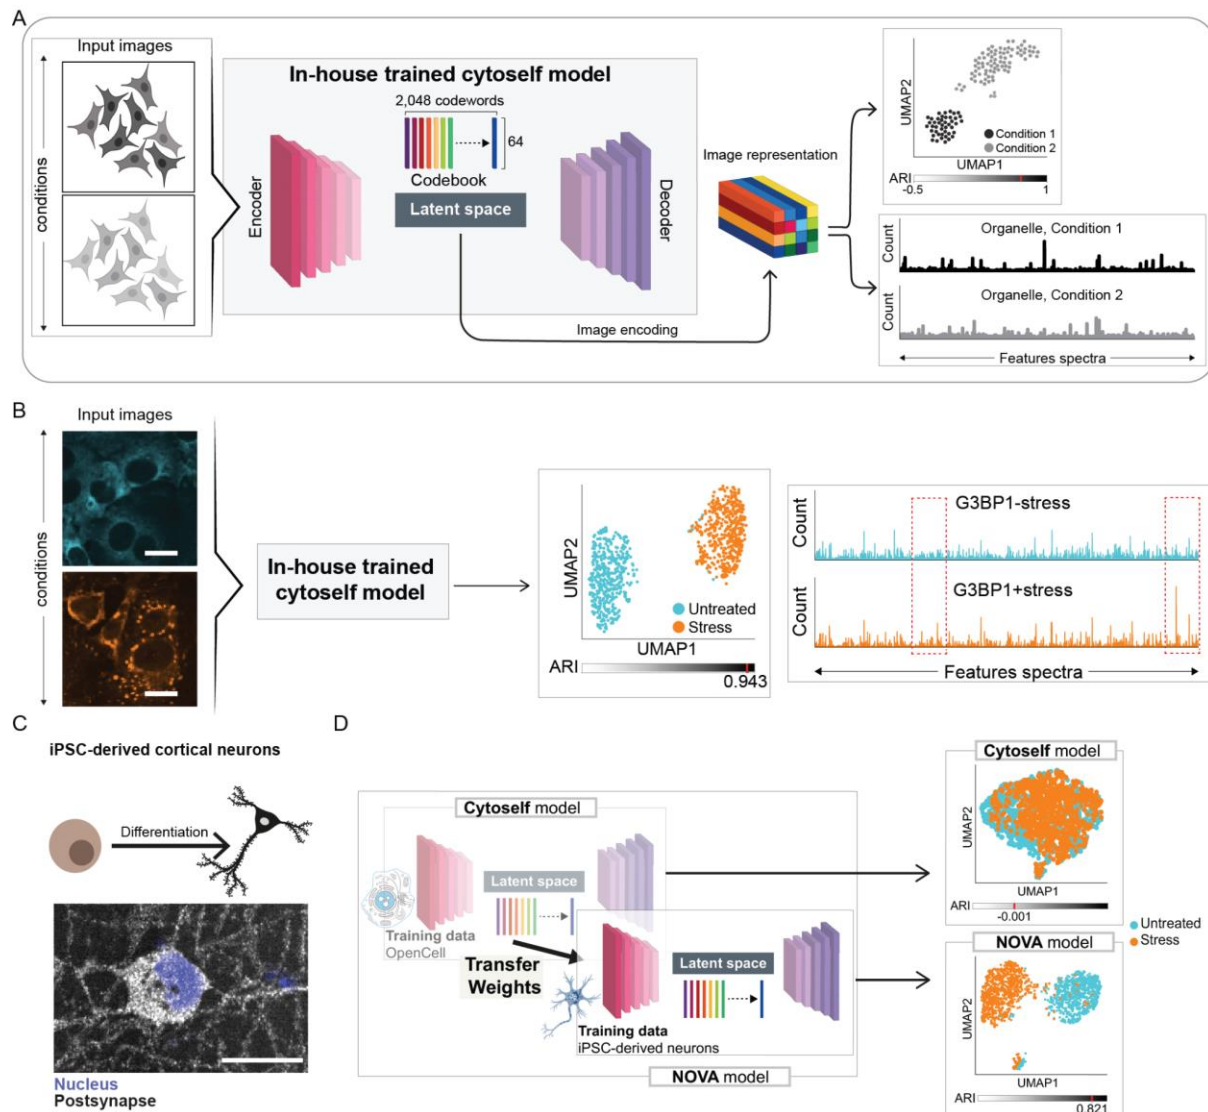 A
Input images
conditions
In-house trained cytoself model
2,048 codewords
64
Codebook
Latent space
Encoder
Decoder
Image encoding
Image representation
UMAP2
Condition 1
Condition 2
UMAP1
ARI
-0.5
1
Count
Organelle, Condition 1
Count
Organelle, Condition 2
Features spectra
B
Input images
conditions
In-house trained
cytoself model
UMAP2
Untreated
Stress
UMAP1
ARI
0.943
Count
G3BP1-stress
Count
G3BP1+stress
Features spectra
C
iPSC-derived cortical neurons
Differentiation
Nucleus
Postsynapse
D
Cytoself model
Latent space
Training data
OpenCell
Transfer
Weights
Latent space
Training data
iPSC-derived neurons
NOVA model
Cytoself model
UMAP2
UMAP1
ARI
-0.001
Untreated
Stress
NOVA model
UMAP2
UMAP1
ARI
0.821